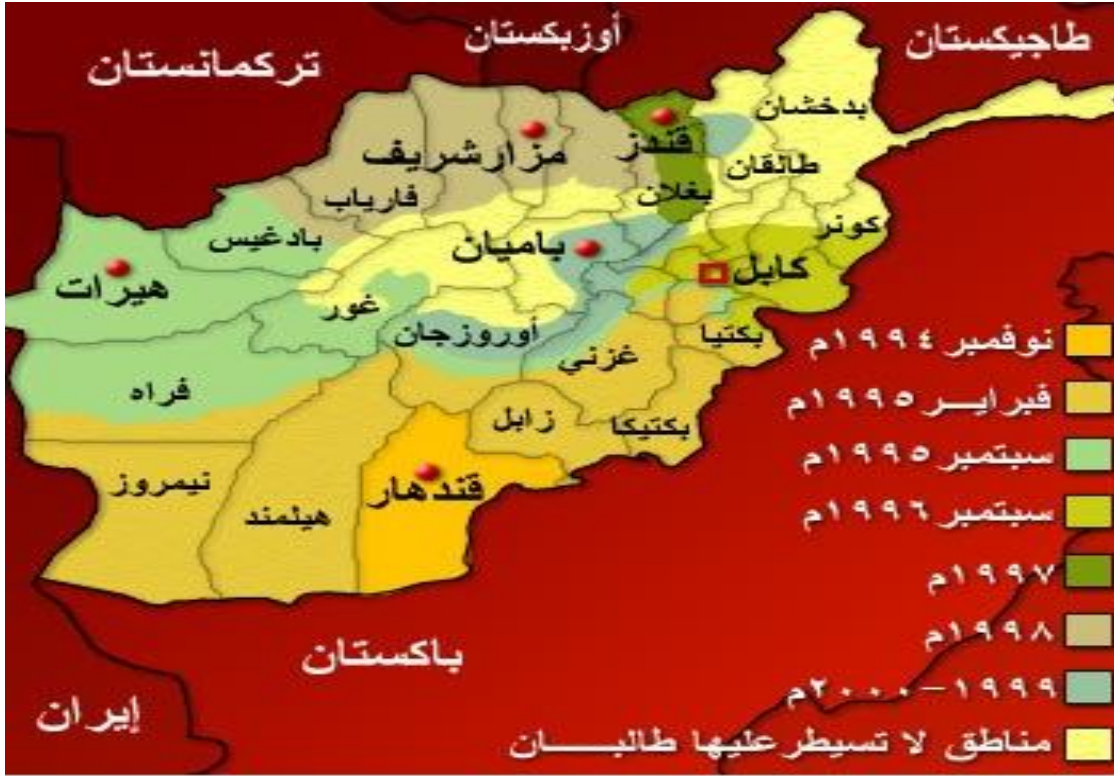 طاجيكستان
أوزبكستان
تركمانستان
بدخشان
قندز
مزارشريف
طالقان
بغلان
فارياب
كونر
بادغيس
باميان
كابل
هيرات
غور
أوروزجان
بكتيا
غزني
فراه
زابل
بكتيكا
نيمروز
هيلمند
قندهار
نوفمبر ١٩٩٤م
فبرايــر ١٩٩٥م
سبتمبر ١٩٩٥م
سبتمبر ١٩٩٦م
١٩٩٧م
١٩٩٨م
١٩٩٩-٢٠٠٠م
مناطق لا تسيطر عليها طالبــــان
باكستان
إيران